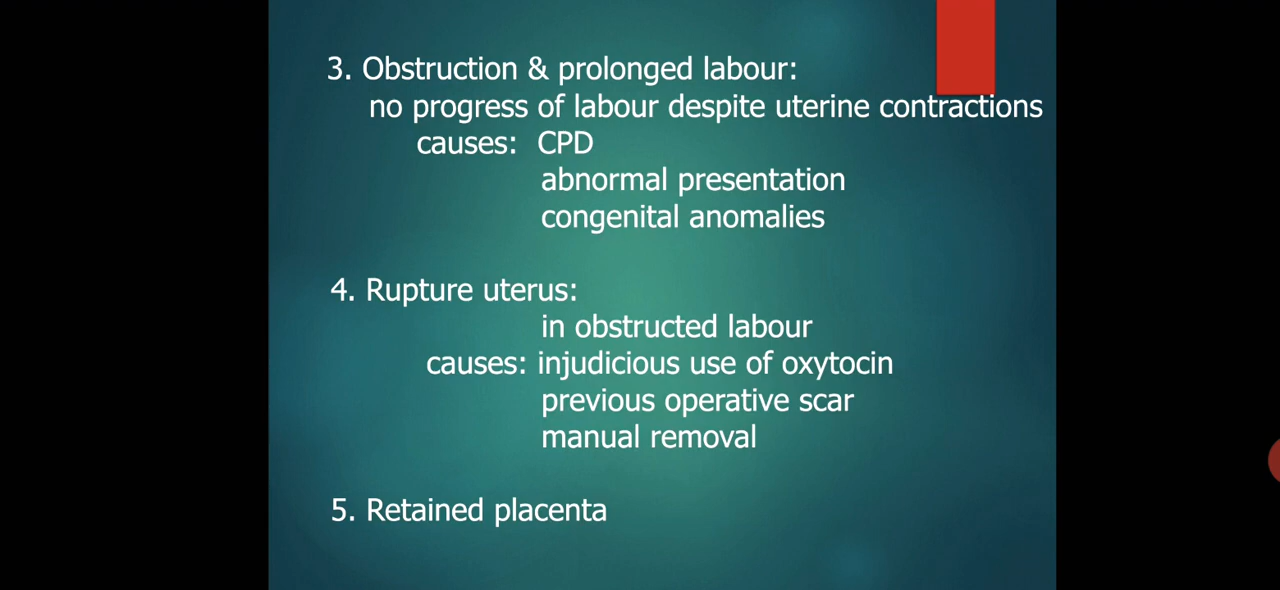 3. Obstruction & prolonged labour:
no progress of labour despite uterine contractions
causes: CPD
abnormal presentation
congenital anomalies
4. Rupture uterus:
in obstructed labour
causes: injudicious use of oxytocin
previous operative scar
manual removal
5. Retained placenta